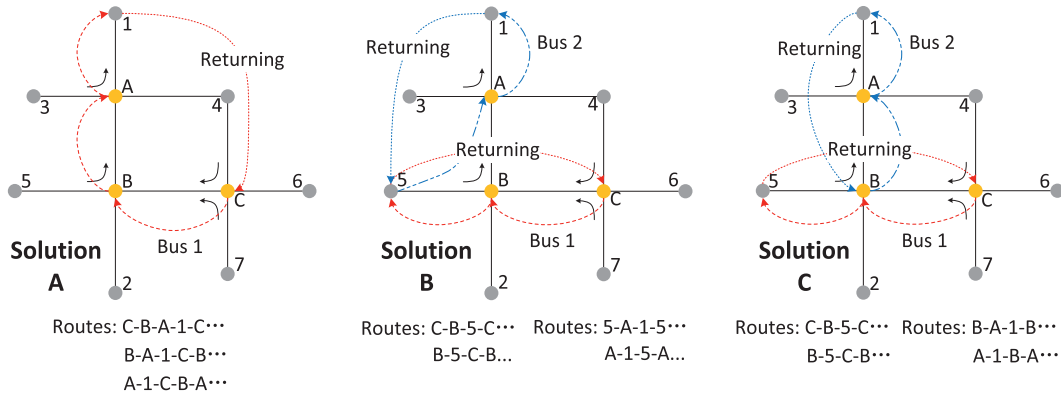 1
Returning
A
3
4
5
B
C
6
Bus 1
Solution
A
2
7
Routes: C-B-A-1-C···
B-A-1-C-B···
A-1-C-B-A···
1
Returning
Bus 2
A
3
4
Returning
5
B
C
6
Bus 1
Solution
B
2
7
Routes: C-B-5-C···
B-5-C-B...
Routes: 5-A-1-5···
A-1-5-A...
1
Returning
Bus 2
A
3
4
Returning
5
B
C
6
Bus 1
Solution
C
2
7
Routes: C-B-5-C···
B-5-C-B···
Routes: B-A-1-B···
A-1-B-A···